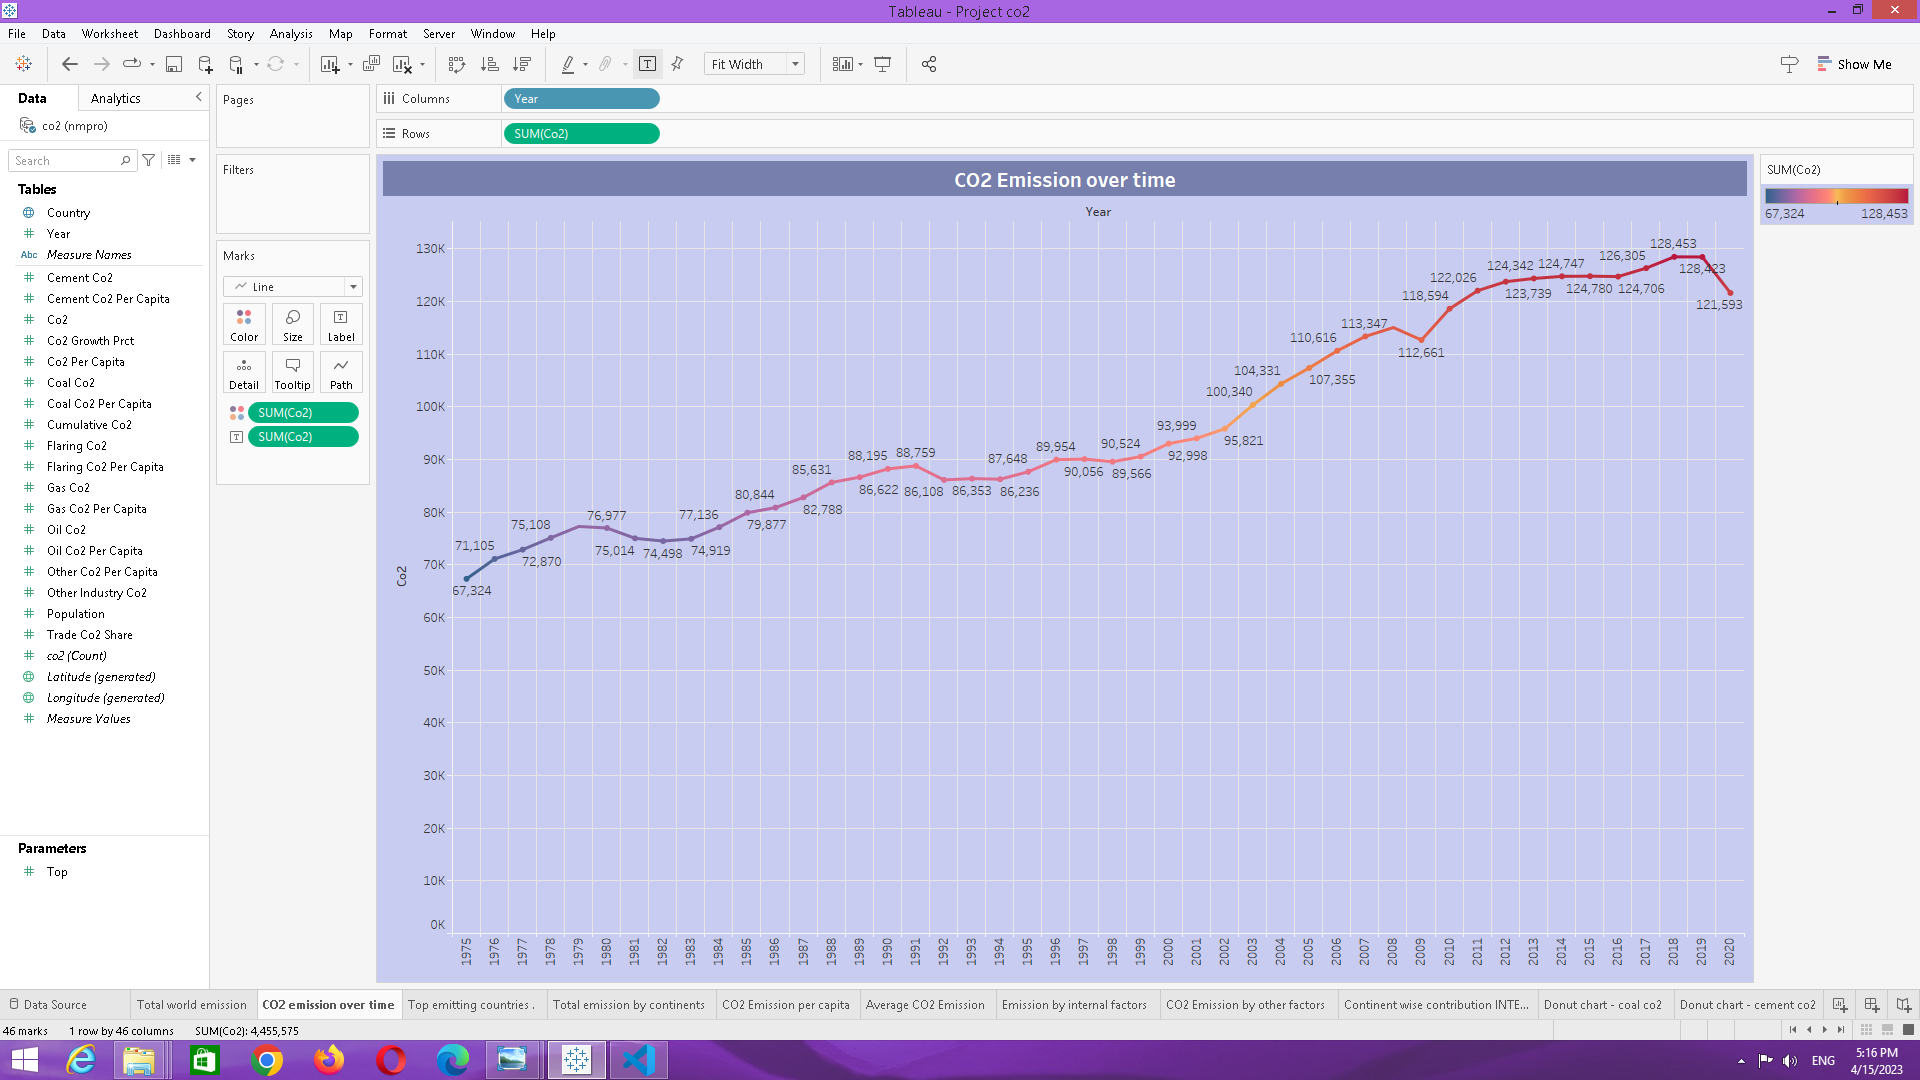 Tableau - Project co2
File Data Worksheet Dashboard Story Analysis Map Format Server Window Help
Fit Width
Show Me
Data Analytics
co2 (nmpro)
Search
Tables
Country
Year
Abc Measure Names
Cement Co2
Cement Co2 Per Capita
Co2
Co2 Growth Prct
Co2 Per Capita
Coal Co2
Coal Co2 Per Capita
Cumulative Co2
Flaring Co2
Flaring Co2 Per Capita
Gas Co2
Gas Co2 Per Capita
Oil Co2
Oil Co2 Per Capita
Other Co2 Per Capita
Other Industry Co2
Population
Trade Co2 Share
co2 (Count)
Latitude (generated)
Longitude (generated)
Measure Values
Parameters
Top
Pages
Filters
Marks
Line
Color Size Label
Detail Tooltip Path
SUM(Co2)
SUM(Co2)
Columns Year
Rows SUM(Co2)
CO2 Emission over time
Year
Co2
130K
120K
110K
100K
90K
80K
70K
60K
50K
40K
30K
20K
10K
0K
67,324
71,105
72,870
75,108
76,977
75,014
74,498
74,919
77,136
80,844
79,877
82,788
85,631
86,622
88,195
88,759
86,108
86,353
86,236
87,648
89,954
90,056
90,524
89,566
93,999
92,998
95,821
100,340
104,331
107,355
110,616
113,347
112,661
118,594
122,026
124,342
123,739
124,747
124,780
124,706
126,305
128,453
128,423
121,593
1975 1976 1977 1978 1979 1980 1981 1982 1983 1984 1985 1986 1987 1988 1989 1990 1991 1992 1993 1994 1995 1996 1997 1998 1999 2000 2001 2002 2003 2004 2005 2006 2007 2008 2009 2010 2011 2012 2013 2014 2015 2016 2017 2018 2019 2020
SUM(Co2)
67,324 128,453
Data Source Total world emission CO2 emission over time Top emitting countries . Total emission by continents CO2 Emission per capita Average CO2 Emission Emission by internal factors CO2 Emission by other factors Continent wise contribution INTE... Donut chart - coal co2 Donut chart - cement co2
46 marks 1 row by 46 columns SUM(Co2): 4,455,575
ENG
5:16 PM
4/15/2023